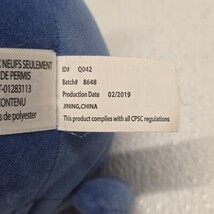 NEUFS SEULEMENT
DE PERMIS
-01283113
CONTENU
s de polyester
ID# Q042
Batch# 8648
Production Date 02/2019
JINING,CHINA
This product complies with all CPSC regulations